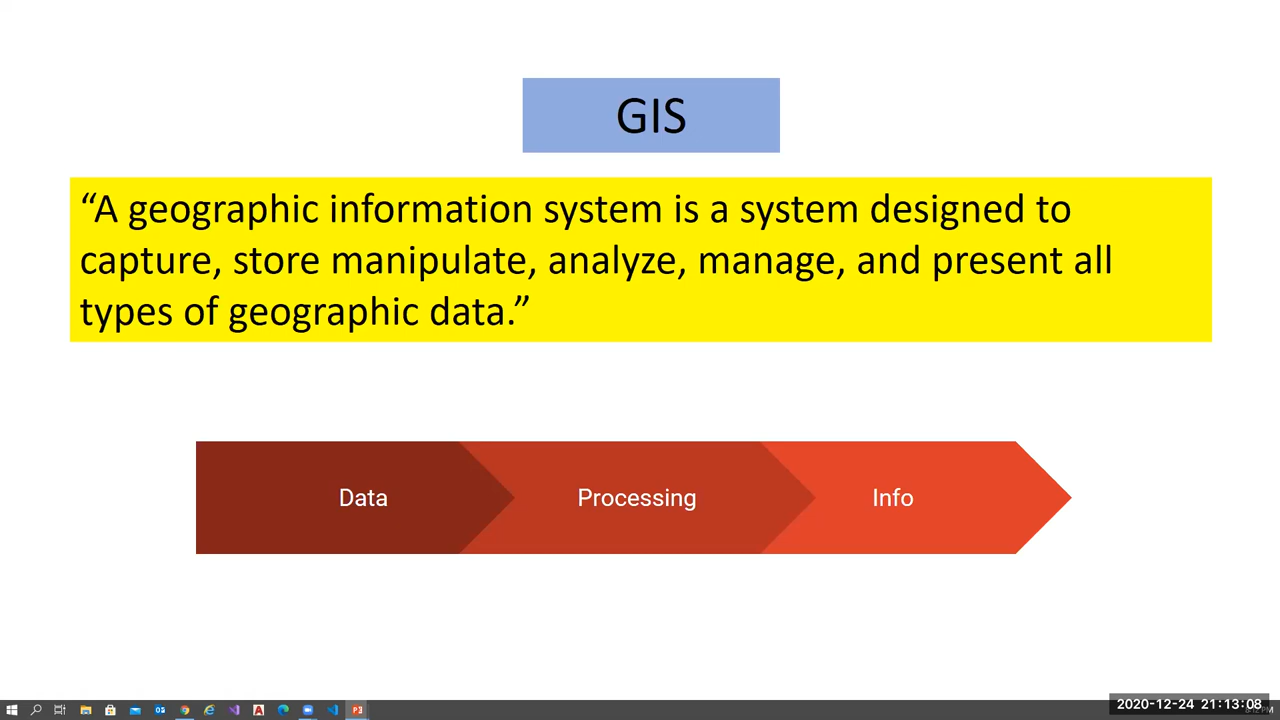 GIS
“A geographic information system is a system designed to
capture, store manipulate, analyze, manage, and present all
types of geographic data.”
Data
Processing
Info
2020-12-24 21:13:08